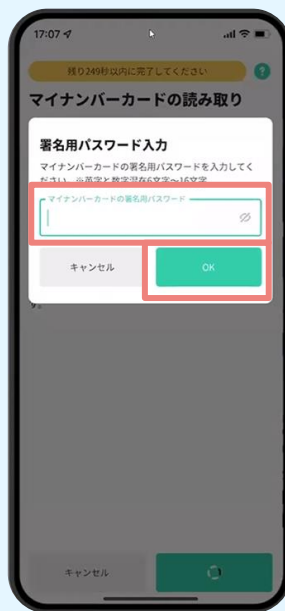 17:07
残り249秒以内に完了してください
?
マイナンバーカードの読み取り
署名用パスワード入力
マイナンバーカードの署名用パスワードを入力してく
ださい。※英字と数字混在6文字~16文字
マイナンバーカードの署名用パスワード
キャンセル
OK
す。
キャンセル